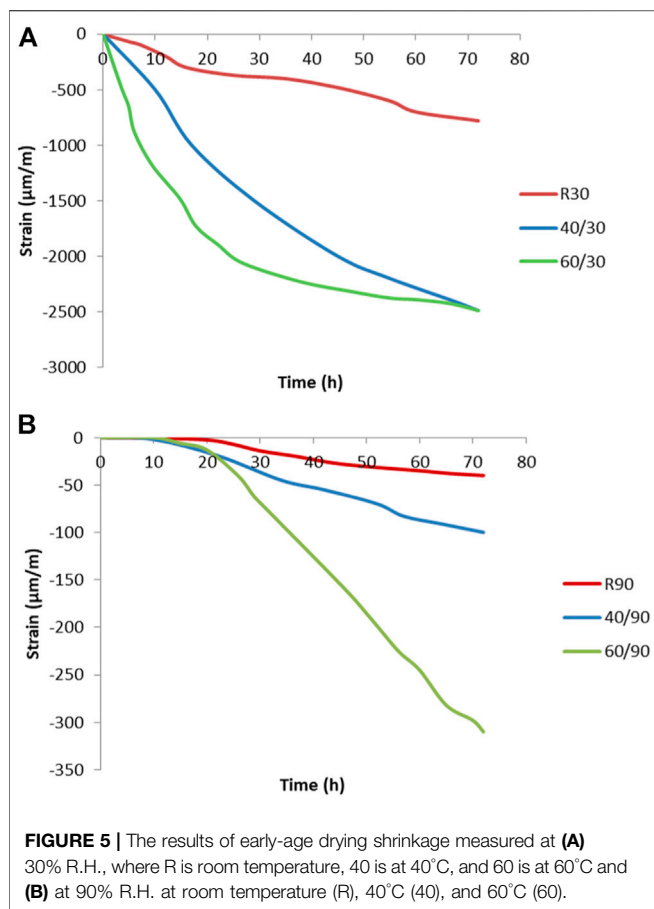 A
0
-500
-1000
-1500
-2000
-2500
-3000
Strain (μm/m)
0 10 20 30 40 50 60 70 80
Time (h)
R30
40/30
60/30
B
0
-50
-100
-150
-200
-250
-300
-350
Strain (μm/m)
0 10 20 30 40 50 60 70 80
Time (h)
R90
40/90
60/90
FIGURE 5 | The results of early-age drying shrinkage measured at (A)
30% R.H., where R is room temperature, 40 is at 40°C, and 60 is at 60°C and
(B) at 90% R.H. at room temperature (R), 40°C (40), and 60°C (60).